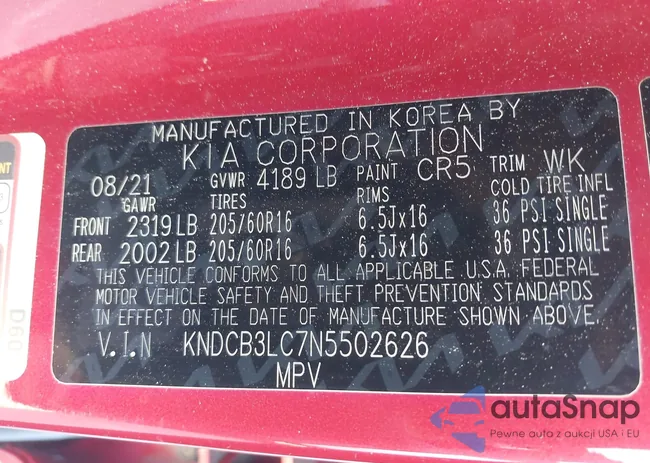 MANUFACTURED IN KOREA BY
KIA CORPORATION
08/21 GVWR 4189 LB PAINT CR5 TRIM WK
GAWR TIRES RIMS COLD TIRE INFL
FRONT 2319 LB 205/60R16 6.5Jx16 36 PSI SINGLE
REAR 2002 LB 205/60R16 6.5Jx16 36 PSI SINGLE
THIS VEHICLE CONFORMS TO ALL APPLICABLE U.S.A. FEDERAL
MOTOR VEHICLE SAFETY AND THEFT PREVENTION STANDARDS
IN EFFECT ON THE DATE OF MANUFACTURE SHOWN ABOVE.
V.I.N KNDCB3LC7N5502626
MPV
D60
autaSnap
Pewne auta z aukcji USA i EU